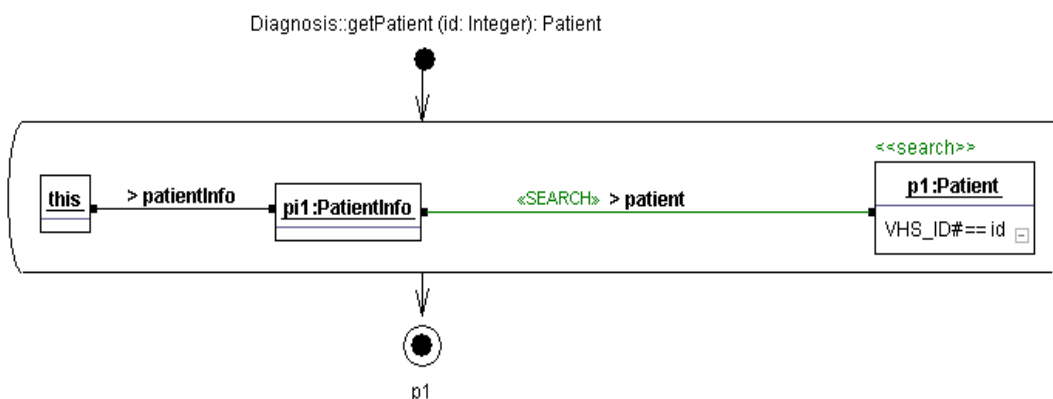 Diagnosis::getPatient (id: Integer): Patient
<<search>>
this
> patientInfo
pi1:PatientInfo
«SEARCH» > patient
p1:Patient
VHS_ID#== id
p1